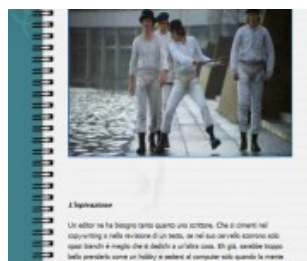 L'ispirazione
Un editor ne ha bisogno tanto quanto uno scrittore. Che si cimenti nel
copywriting o nella revisione di un testo, se nel suo cervello scorrono solo
spazi bianchi è meglio che si dedichi a un'altra cosa. Eh già, sarebbe troppo
bello prenderlo come un hobby e sedersi al computer solo quando la mente